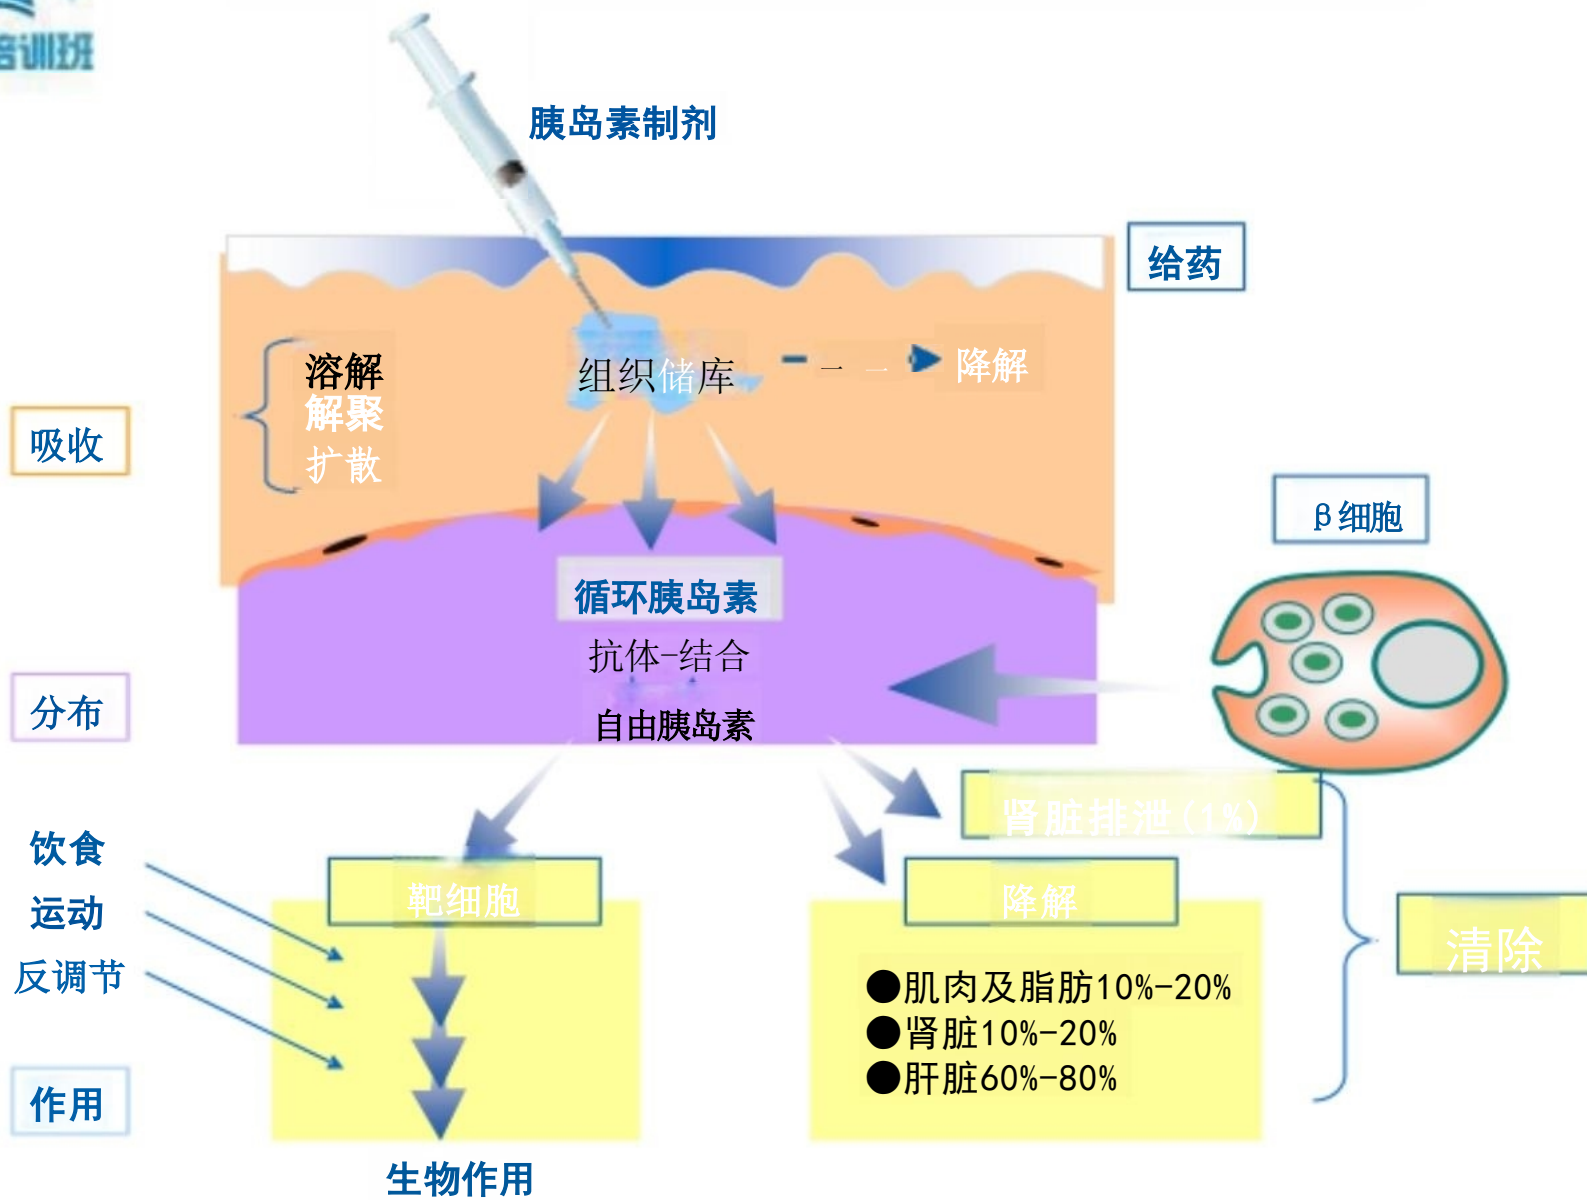 培训班
胰岛素制剂
给药
溶解
解聚
扩散
组织储库
降解
吸收
β细胞
循环胰岛素
抗体-结合
自由胰岛素
分布
肾脏排泄(1%)
饮食
运动
反调节
靶细胞
降解
清除
●肌肉及脂肪10%-20%
●肾脏10%-20%
●肝脏60%-80%
作用
生物作用